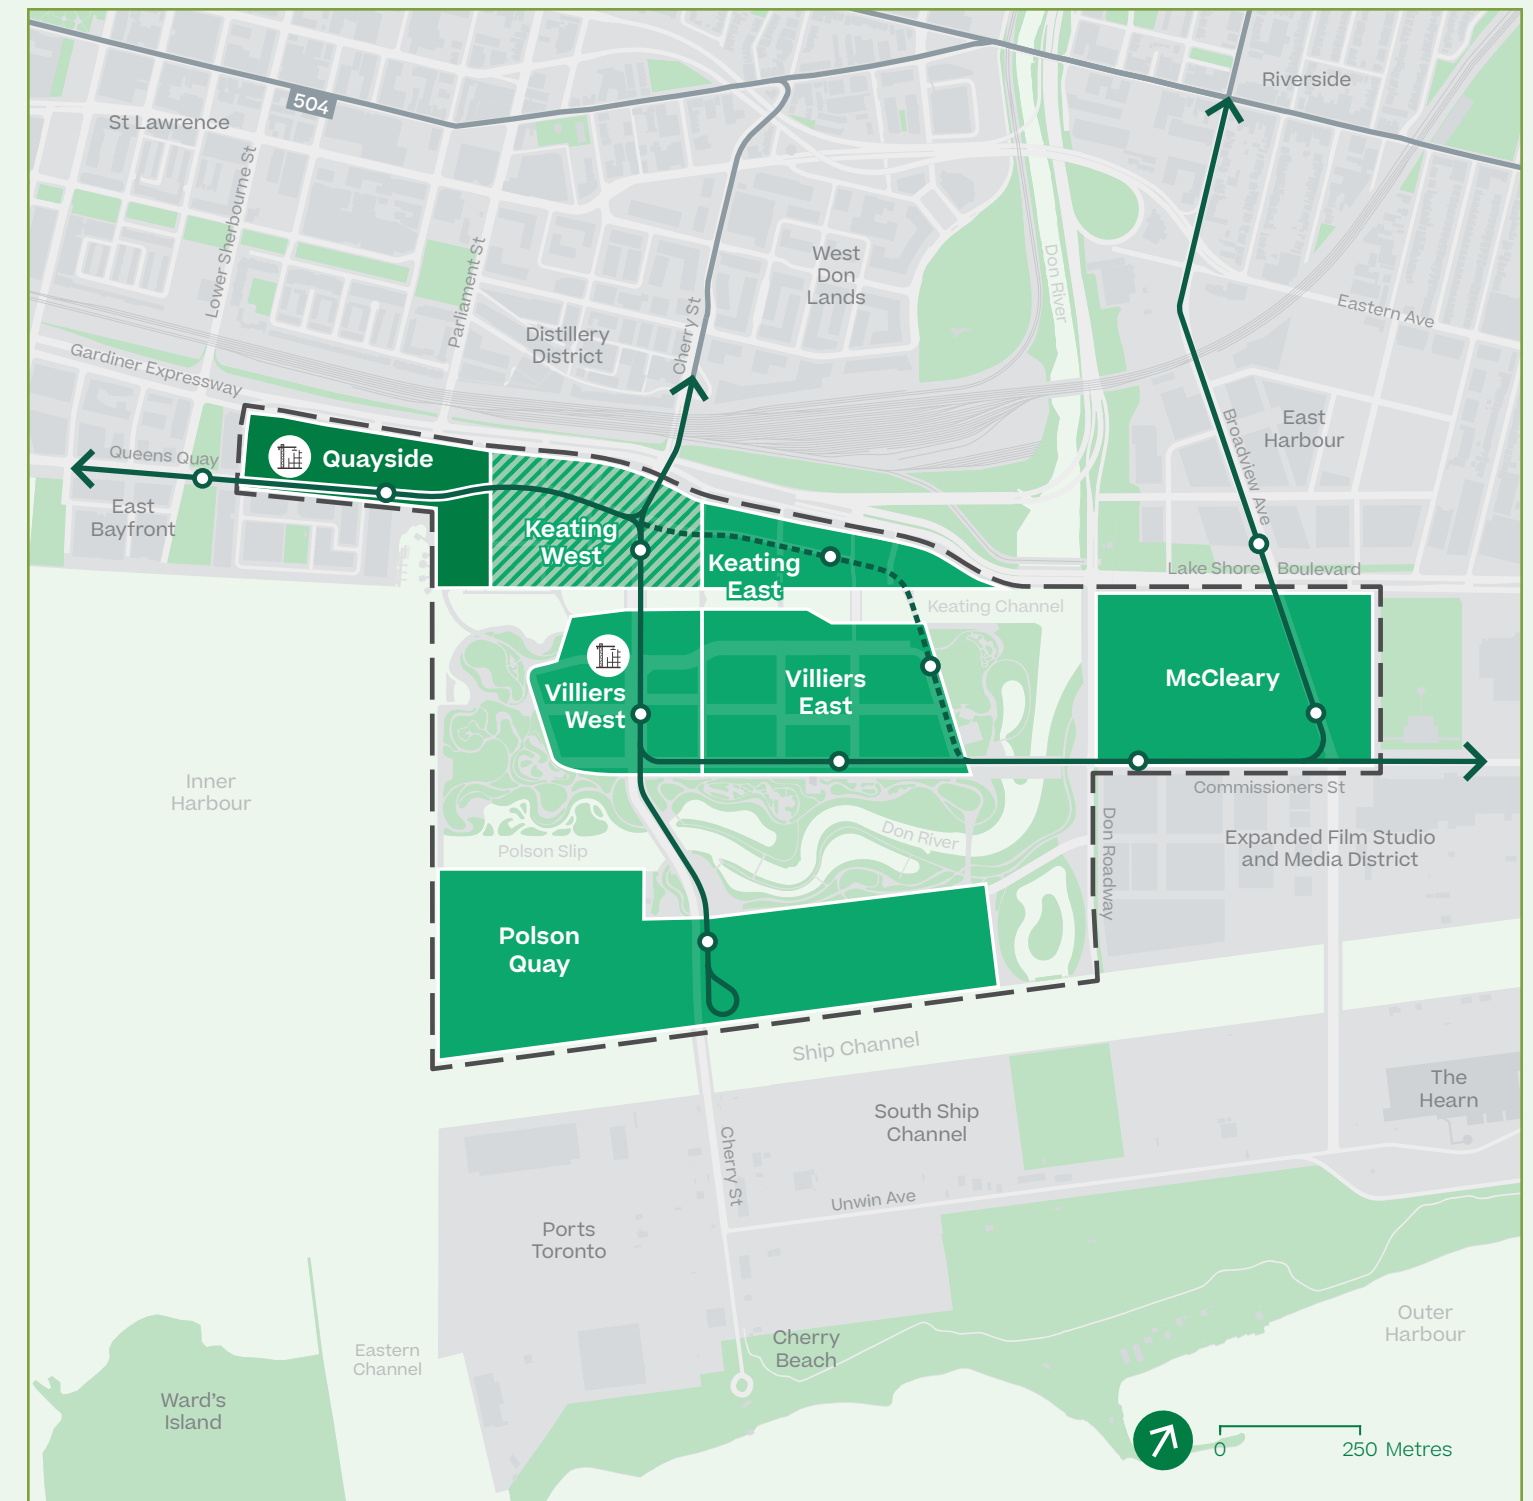 504
Riverside
St Lawrence
Lower Sherbourne St
Parliament St
West
Don
Lands
Don River
Distillery
District
Cherry St
Eastern Ave
Gardiner Expressway
Queens Quay
Quayside
East
Harbour
Broadview Ave
East
Bayfront
Keating
West
Keating
East
Lake Shore Boulevard
Keating Channel
Villiers
West
Villiers
East
McCleary
Inner
Harbour
Commissioners St
Don Roadway
Expanded Film Studio
and Media District
Don River
Polson Slip
Polson
Quay
Ship Channel
The
Hearn
South Ship
Channel
Cherry St
Unwin Ave
Ports
Toronto
Outer
Harbour
Cherry
Beach
Eastern
Channel
Ward's
Island
0 250 Metres